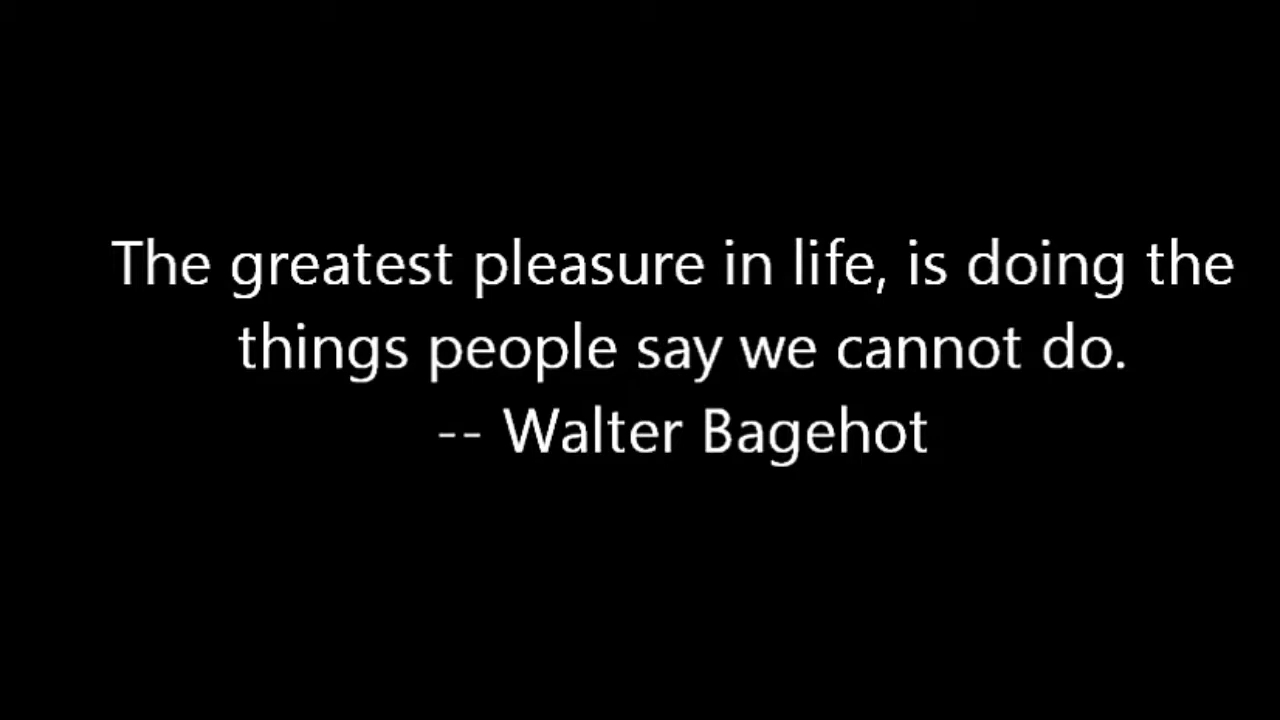 The greatest pleasure in life, is doing the
things people say we cannot do.
-- Walter Bagehot